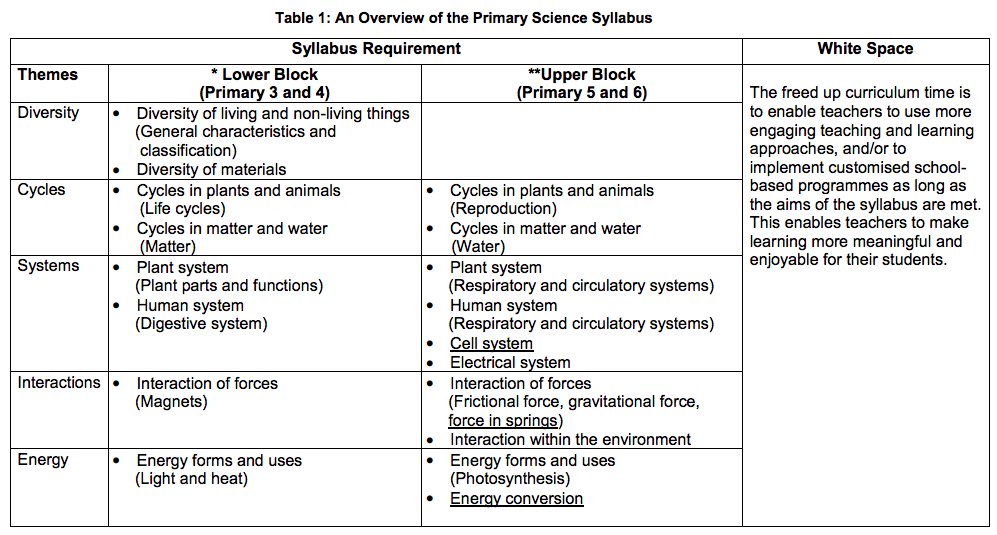 Table 1: An Overview of the Primary Science Syllabus
Syllabus Requirement
White Space
Themes
* Lower Block
(Primary 3 and 4)
**Upper Block
(Primary 5 and 6)
The freed up curriculum time is
to enable teachers to use more
engaging teaching and learning
approaches, and/or to
implement customised school-
based programmes as long as
the aims of the syllabus are met.
This enables teachers to make
learning more meaningful and
enjoyable for their students.
Diversity
• Diversity of living and non-living things
(General characteristics and
classification)
• Diversity of materials
Cycles
• Cycles in plants and animals
(Life cycles)
• Cycles in matter and water
(Matter)
• Cycles in plants and animals
(Reproduction)
• Cycles in matter and water
(Water)
Systems
• Plant system
(Plant parts and functions)
• Human system
(Digestive system)
• Plant system
(Respiratory and circulatory systems)
• Human system
(Respiratory and circulatory systems)
• Cell system
• Electrical system
Interactions
• Interaction of forces
(Magnets)
• Interaction of forces
(Frictional force, gravitational force,
force in springs)
• Interaction within the environment
Energy
• Energy forms and uses
(Light and heat)
• Energy forms and uses
(Photosynthesis)
• Energy conversion